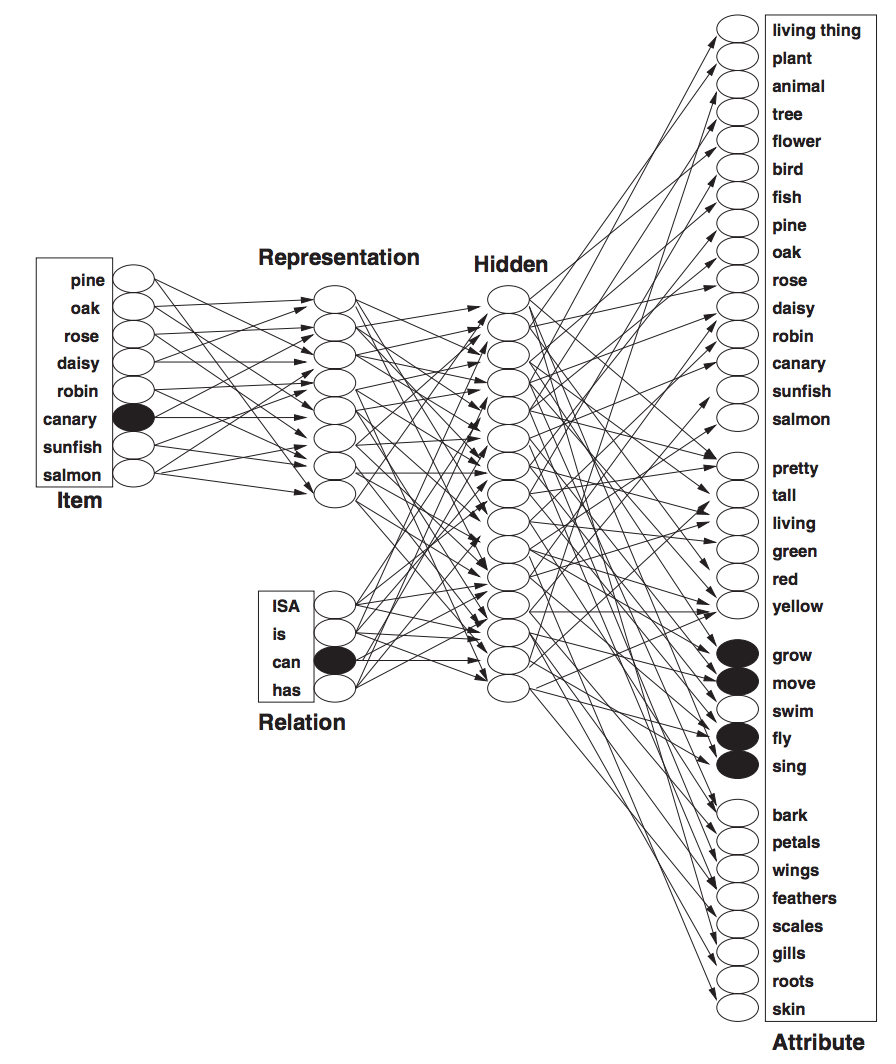 pine
oak
rose
daisy
robin
canary
sunfish
salmon
Item
Representation
ISA
is
can
has
Relation
Hidden
living thing
plant
animal
tree
flower
bird
fish
pine
oak
rose
daisy
robin
canary
sunfish
salmon
pretty
tall
living
green
red
yellow
grow
move
swim
fly
sing
bark
petals
wings
feathers
scales
gills
roots
skin
Attribute